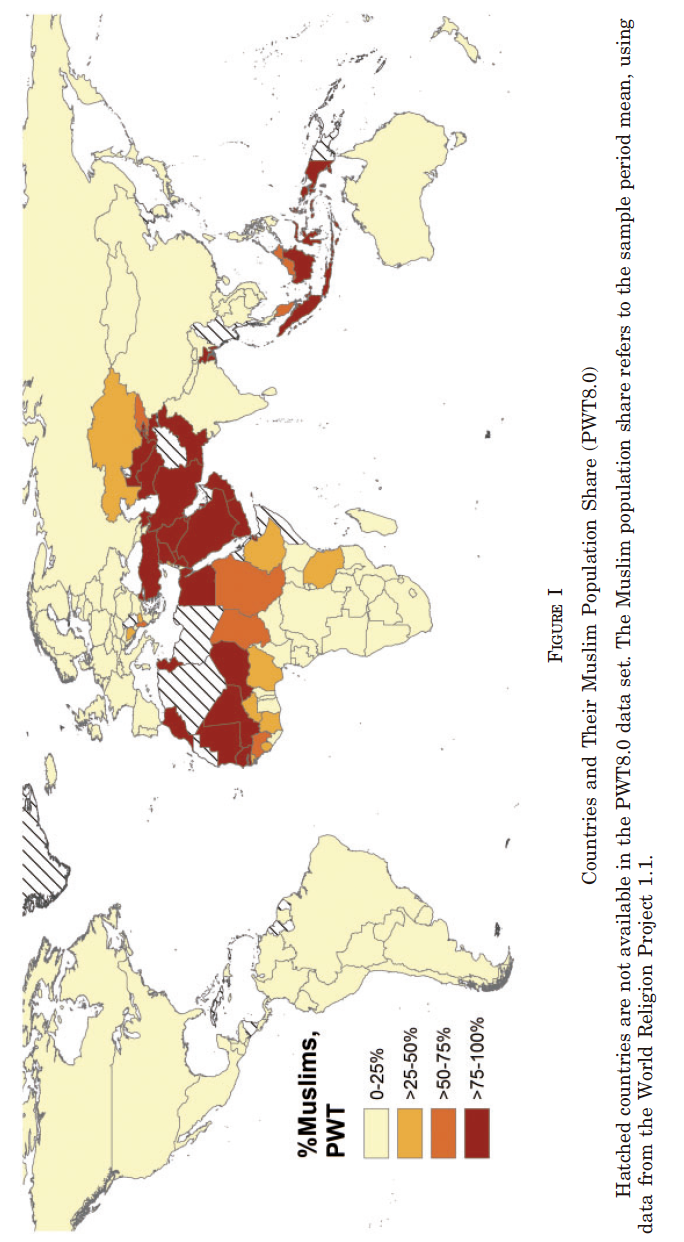 %Muslims,
PWT
0-25%
>25-50%
>50-75%
>75-100%
Figure I
Countries and Their Muslim Population Share (PWT8.0)
Hatched countries are not available in the PWT8.0 data set. The Muslim population share refers to the sample period mean, using
data from the World Religion Project 1.1.